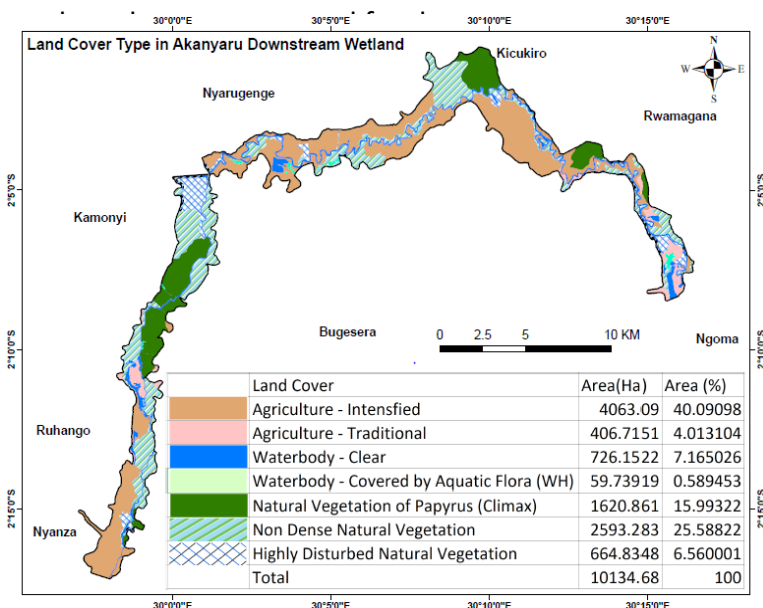 30°0'0"E 30°5'0"E 30°10'0"E 30°15'0"E
Land Cover Type in Akanyaru Downstream Wetland
Kicukiro
N
W E
S
Nyarugenge
Rwamagana
2°5'0"S 2°5'0"S
Kamonyi
Bugesera
0 2.5 5 10 KM
Ngoma
2°10'0"S 2°10'0"S
Land Cover Area(Ha) Area (%)
Agriculture - Intensfied 4063.09 40.09098
Agriculture - Traditional 406.7151 4.013104
Ruhango
Waterbody - Clear 726.1522 7.165026
Waterbody - Covered by Aquatic Flora (WH) 59.73919 0.589453
Natural Vegetation of Papyrus (Climax) 1620.861 15.99322
2°15'0"S 2°15'0"S
Nyanza
Non Dense Natural Vegetation 2593.283 25.58822
Highly Disturbed Natural Vegetation 664.8348 6.560001
Total 10134.68 100
30°0'0"E 30°5'0"E 30°10'0"E 30°15'0"E